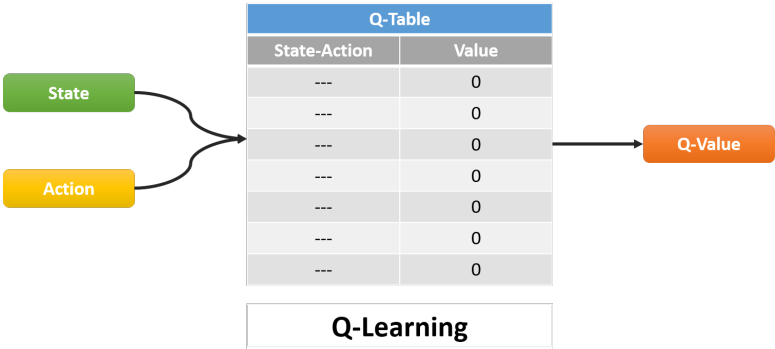 Q-Table
State-Action Value
--- 0
--- 0
--- 0
--- 0
--- 0
--- 0
--- 0
State
Action
Q-Value
Q-Learning